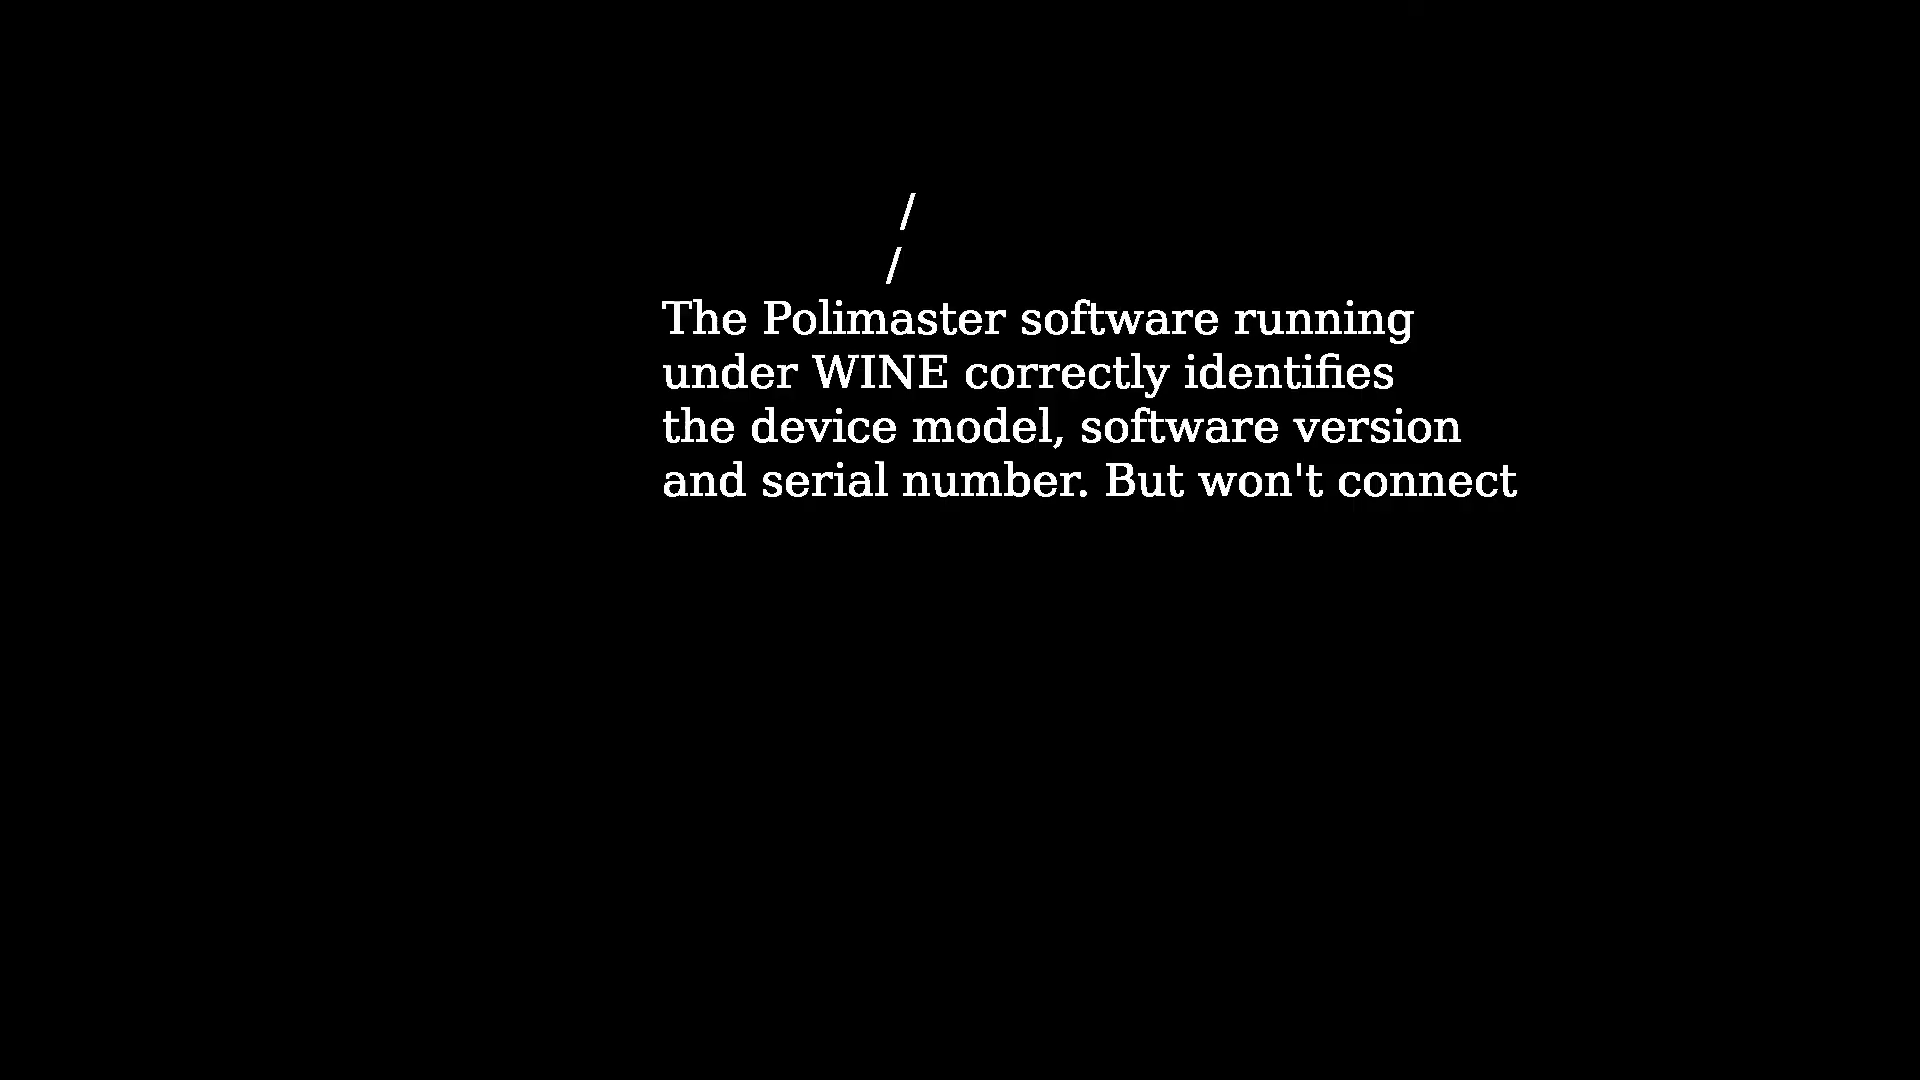 /
/
The Polimaster software running
under WINE correctly identifies
the device model, software version
and serial number. But won't connect